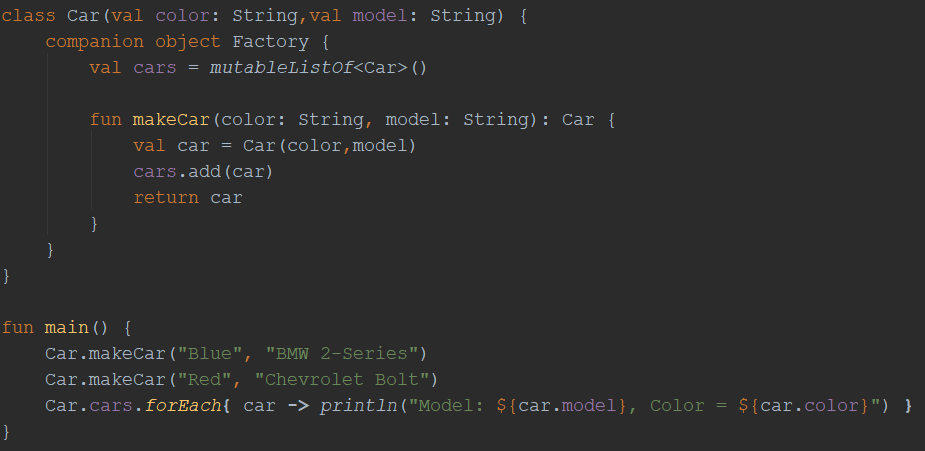 class Car(val color: String,val model: String) {
    companion object Factory {
        val cars = mutableListOf<Car>()

        fun makeCar(color: String, model: String): Car {
            val car = Car(color,model)
            cars.add(car)
            return car
        }
    }
}

fun main() {
    Car.makeCar("Blue", "BMW 2-Series")
    Car.makeCar("Red", "Chevrolet Bolt")
    Car.cars.forEach{ car -> println("Model: ${car.model}, Color = ${car.color}") }
}